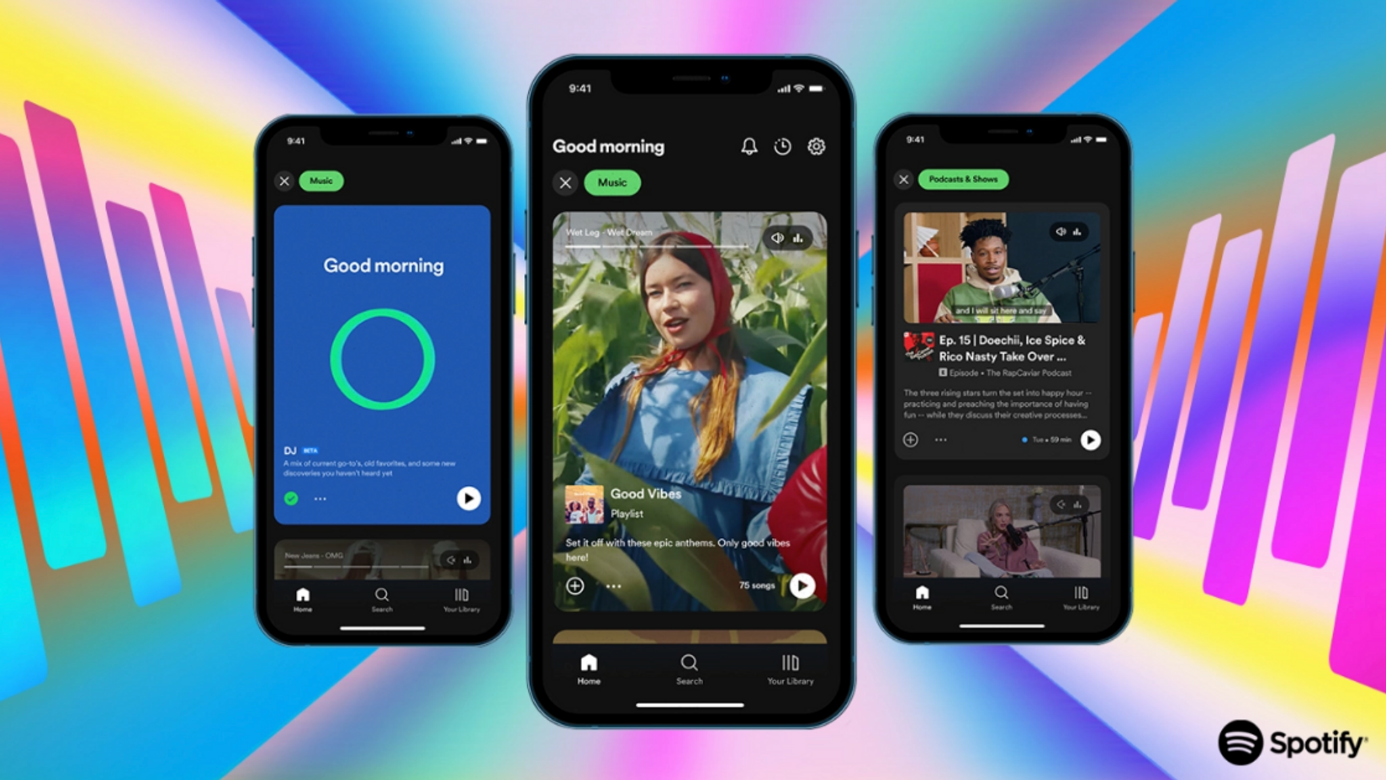 9:41
Music
Good morning
DJ BETA
A mix of current go-to's, old favorites, and some new
discoveries you haven't heard yet
New Jeans - OMG
Home Search Your Library
9:41
Good morning
Music
Wet Leg - Wet Dream
Good Vibes
Playlist
Set it off with these epic anthems. Only good vibes
here!
75 songs
Home Search Your Library
9:41
Podcasts & Shows
and I will sit here and say
Ep. 15 | Doechii, Ice Spice &
Rico Nasty Take Over ...
E Episode • The RapCaviar Podcast
The three rising stars turn the set into happy hour --
practicing and preaching the importance of having
fun -- while they discuss their creative processes...
Tue • 59 min
Home Search Your Library
Spotify